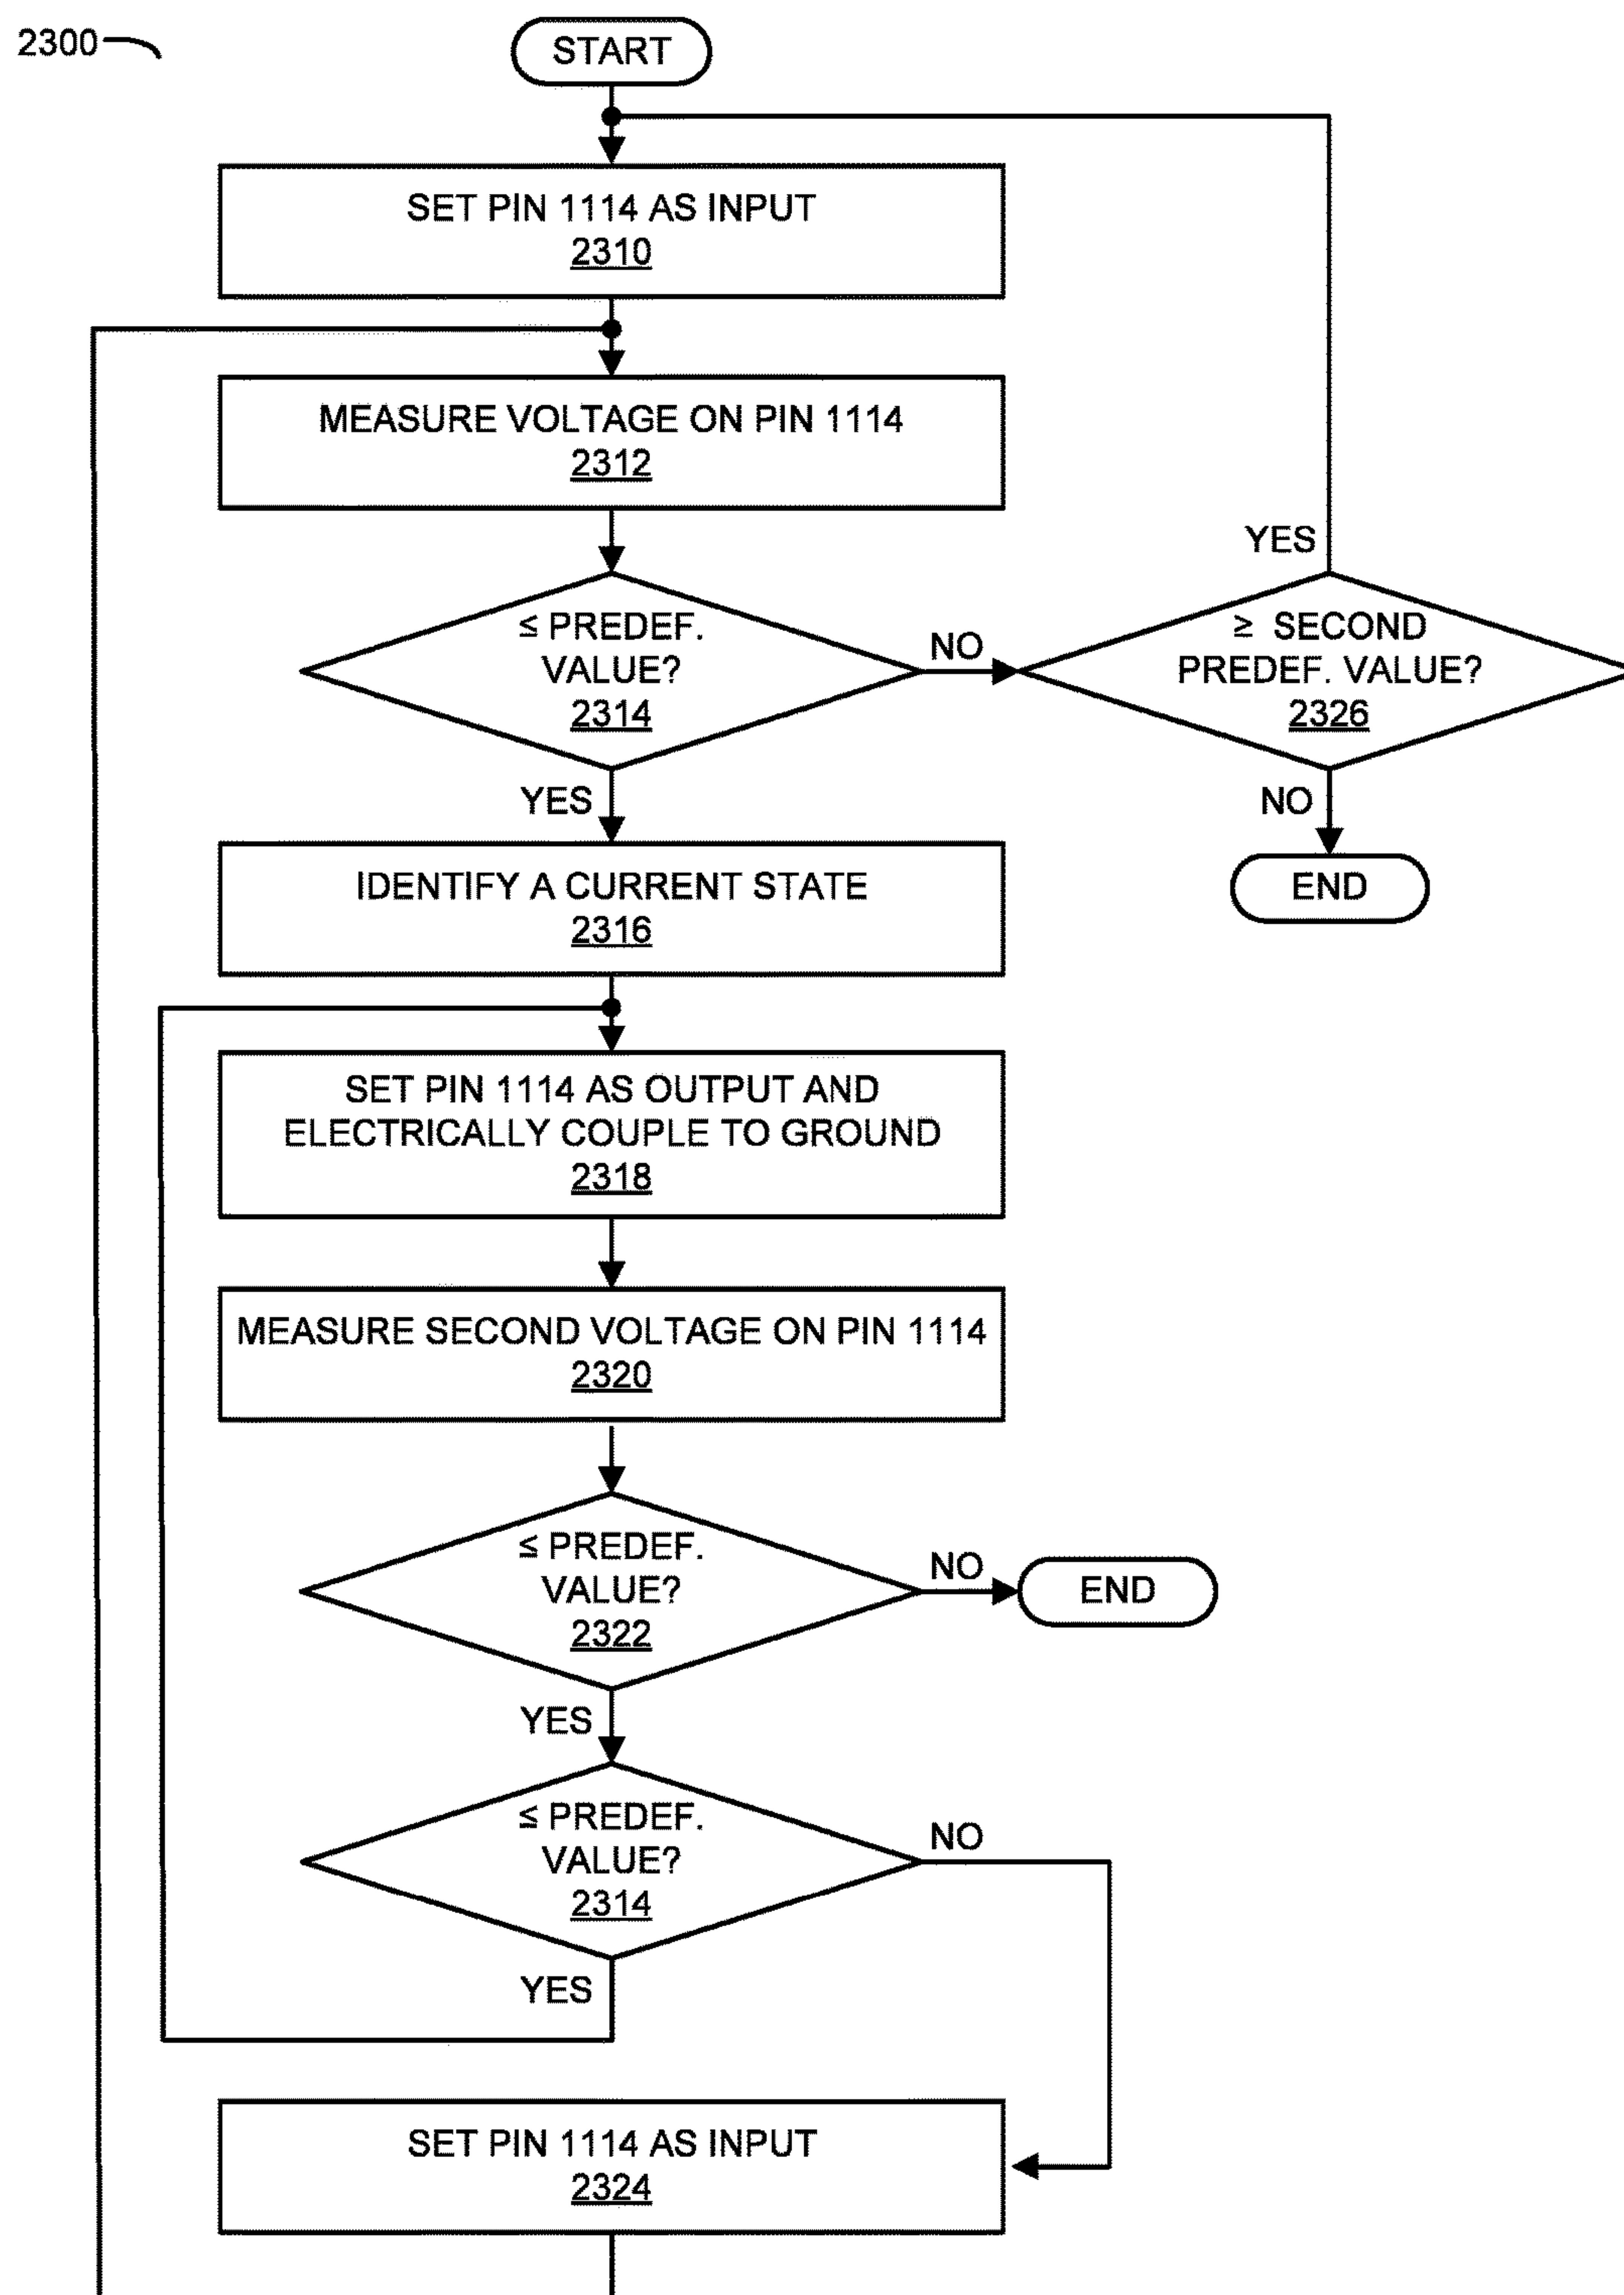 2300
START
SET PIN 1114 AS INPUT
2310
MEASURE VOLTAGE ON PIN 1114
2312
≤ PREDEF.
VALUE?
2314
NO
YES
≥ SECOND
PREDEF. VALUE?
2326
YES
NO
END
IDENTIFY A CURRENT STATE
2316
SET PIN 1114 AS OUTPUT AND
ELECTRICALLY COUPLE TO GROUND
2318
MEASURE SECOND VOLTAGE ON PIN 1114
2320
≤ PREDEF.
VALUE?
2322
NO
END
YES
≤ PREDEF.
VALUE?
2314
NO
YES
SET PIN 1114 AS INPUT
2324